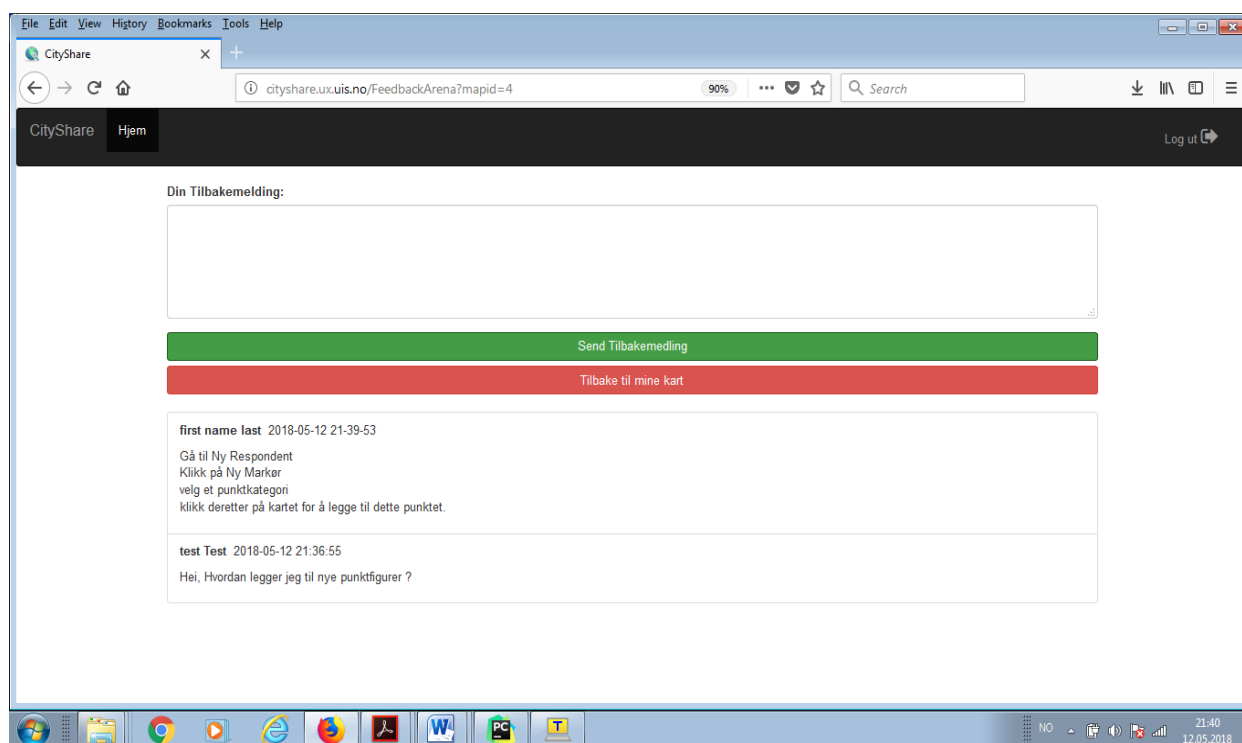 File Edit View History Bookmarks Tools Help
CityShare
cityshare.ux.uis.no/FeedbackArena?mapid=4 90% Search
CityShare Hjem Log ut
Din Tilbakemelding:
Send Tilbakemedling
Tilbake til mine kart
first name last 2018-05-12 21-39-53
Gå til Ny Respondent
Klikk på Ny Markør
velg et punktkategori
klikk deretter på kartet for å legge til dette punktet.
test Test 2018-05-12 21:36:55
Hei, Hvordan legger jeg til nye punktfigurer ?
W PC T NO 21:40
12.05.2018